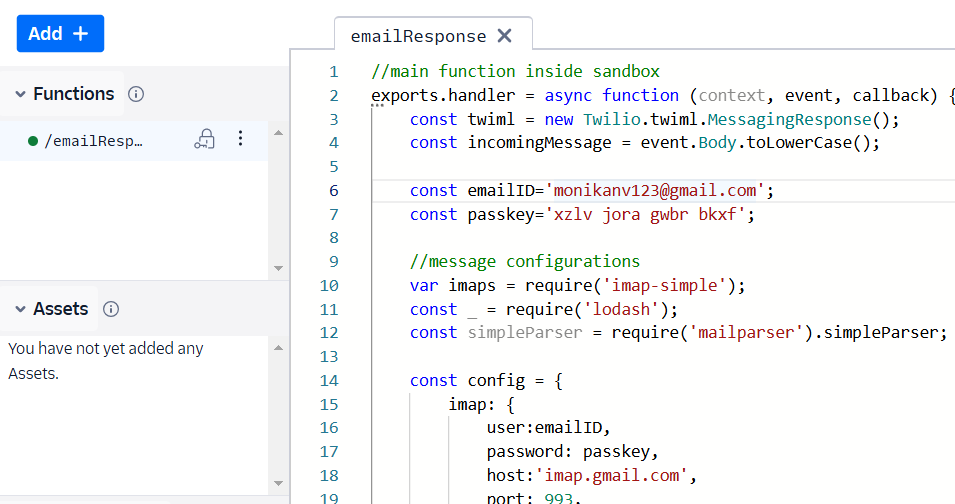 Add +
Functions
/emailResp…
Assets
You have not yet added any
Assets.
emailResponse
1 //main function inside sandbox
2 exports.handler = async function (context, event, callback) {
3 const twiml = new Twilio.twiml.MessagingResponse();
4 const incomingMessage = event.Body.toLowerCase();
5
6 const emailID='monikanv123@gmail.com';
7 const passkey='xzlv jora gwbr bkxf';
8
9 //message configurations
10 var imaps = require('imap-simple');
11 const _ = require('lodash');
12 const simpleParser = require('mailparser').simpleParser;
13
14 const config = {
15 imap: {
16 user:emailID,
17 password: passkey,
18 host:'imap.gmail.com',
19 port: 993,